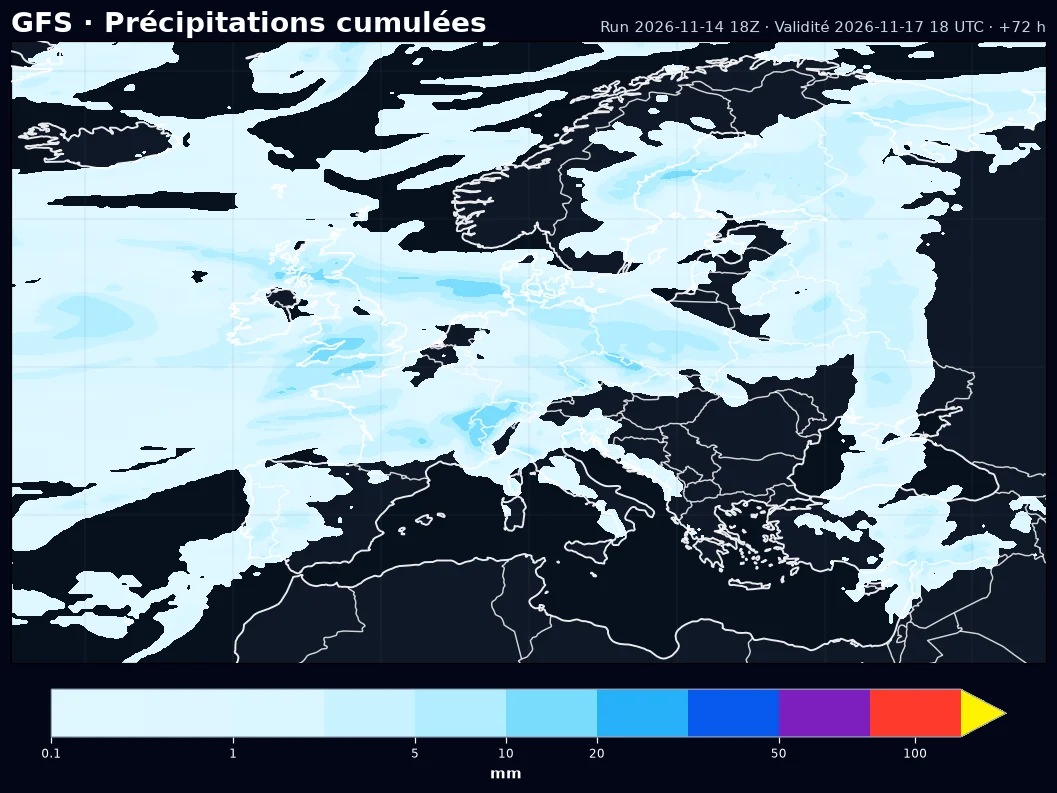 GFS · Précipitations cumulées
Run 2026-11-14 18Z · Validité 2026-11-17 18 UTC · +72 h
0.1 1 5 10 20 50 100
mm